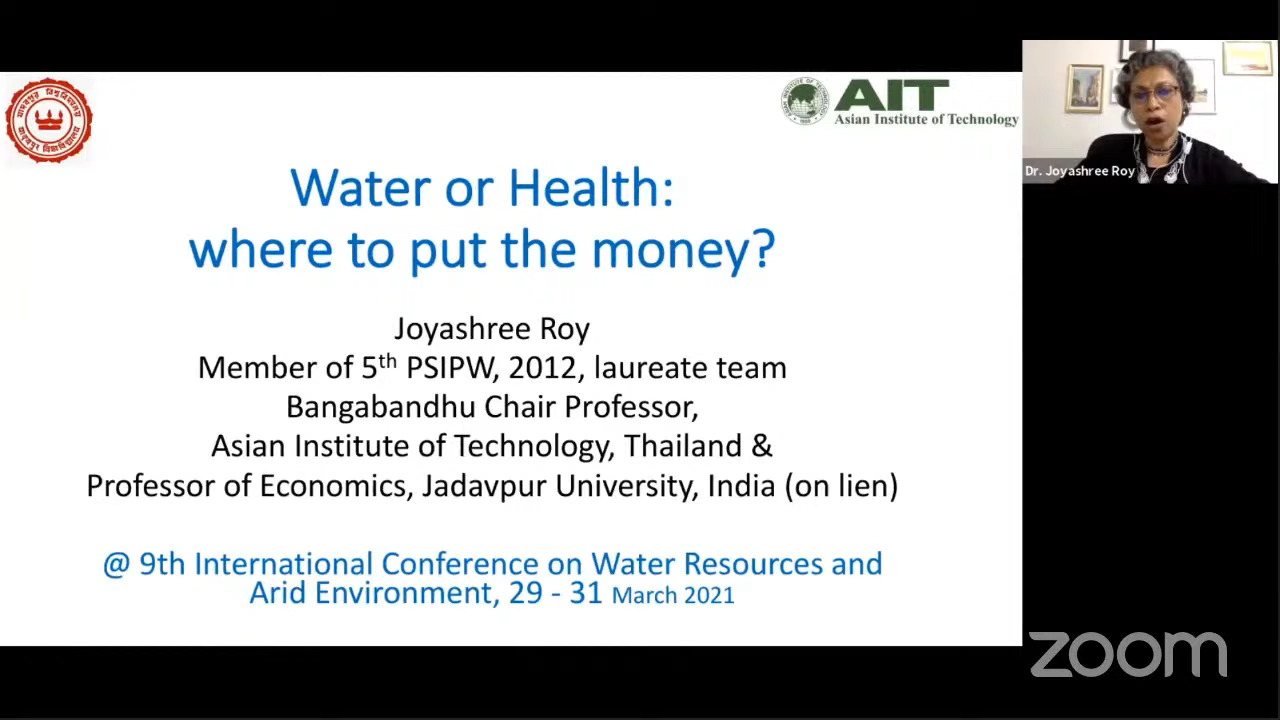 AIT
Asian Institute of Technology
Dr. Joyashree Roy
Water or Health:
where to put the money?
Joyashree Roy
Member of 5th PSIPW, 2012, laureate team
Bangabandhu Chair Professor,
Asian Institute of Technology, Thailand &
Professor of Economics, Jadavpur University, India (on lien)
@ 9th International Conference on Water Resources and
Arid Environment, 29 - 31 March 2021
zoom